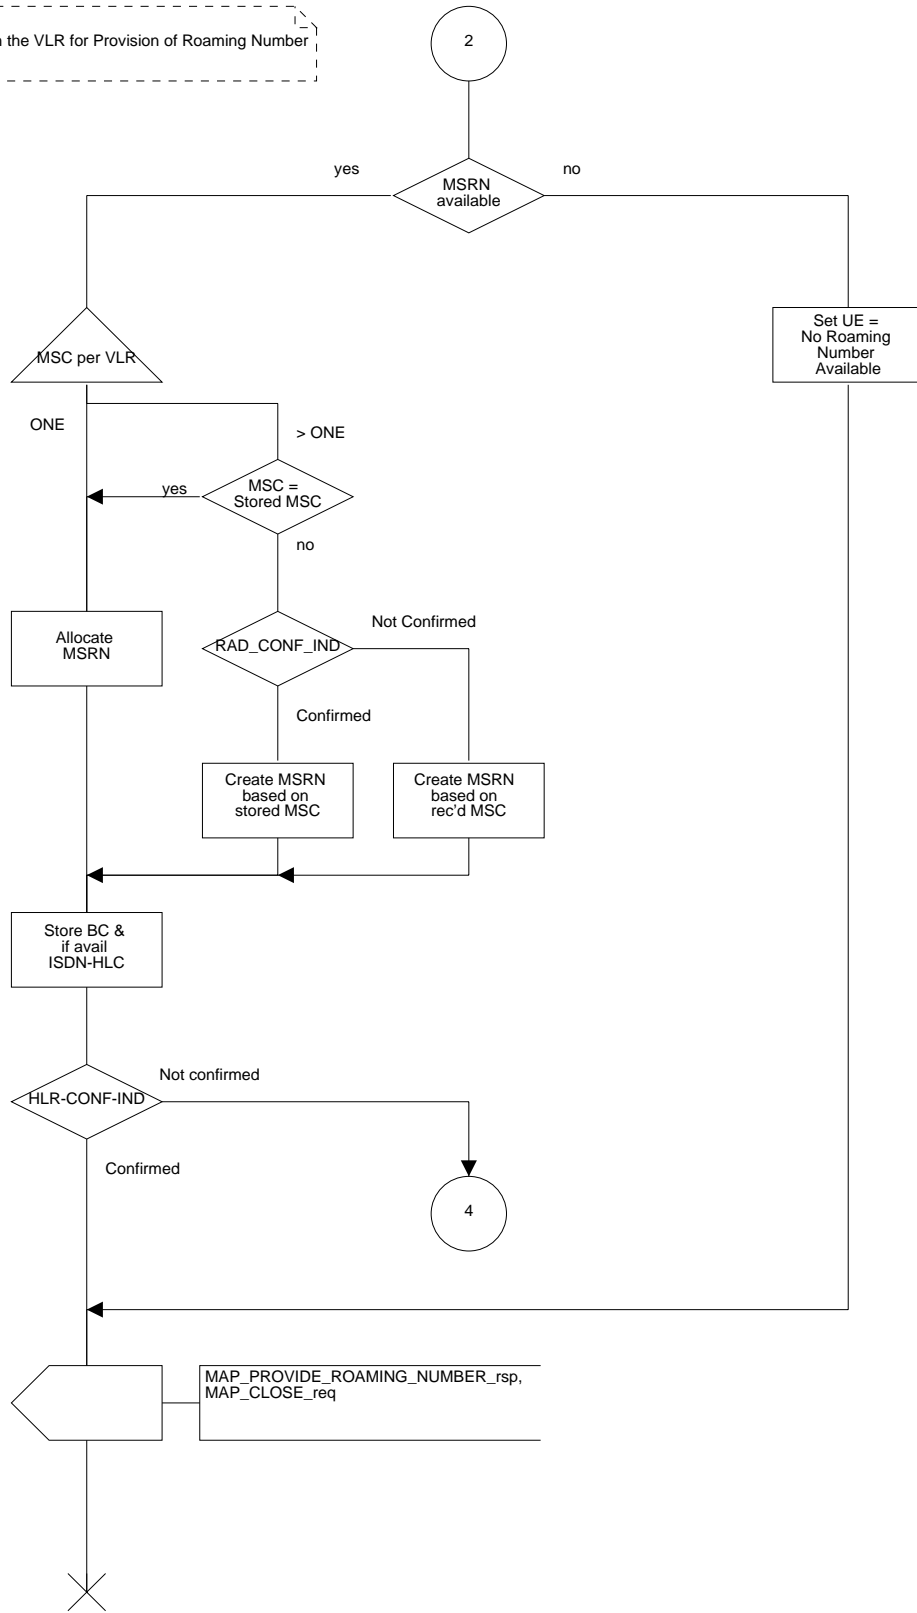 n the VLR for Provision of Roaming Number
2
yes
no
MSRN
available
MSC per VLR
Set UE =
No Roaming
Number
Available
ONE
> ONE
yes
MSC =
Stored MSC
no
Allocate
MSRN
RAD_CONF_IND
Not Confirmed
Confirmed
Create MSRN
based on
stored MSC
Create MSRN
based on
rec'd MSC
Store BC &
if avail
ISDN-HLC
HLR-CONF-IND
Not confirmed
Confirmed
4
MAP_PROVIDE_ROAMING_NUMBER_rsp,
MAP_CLOSE_req